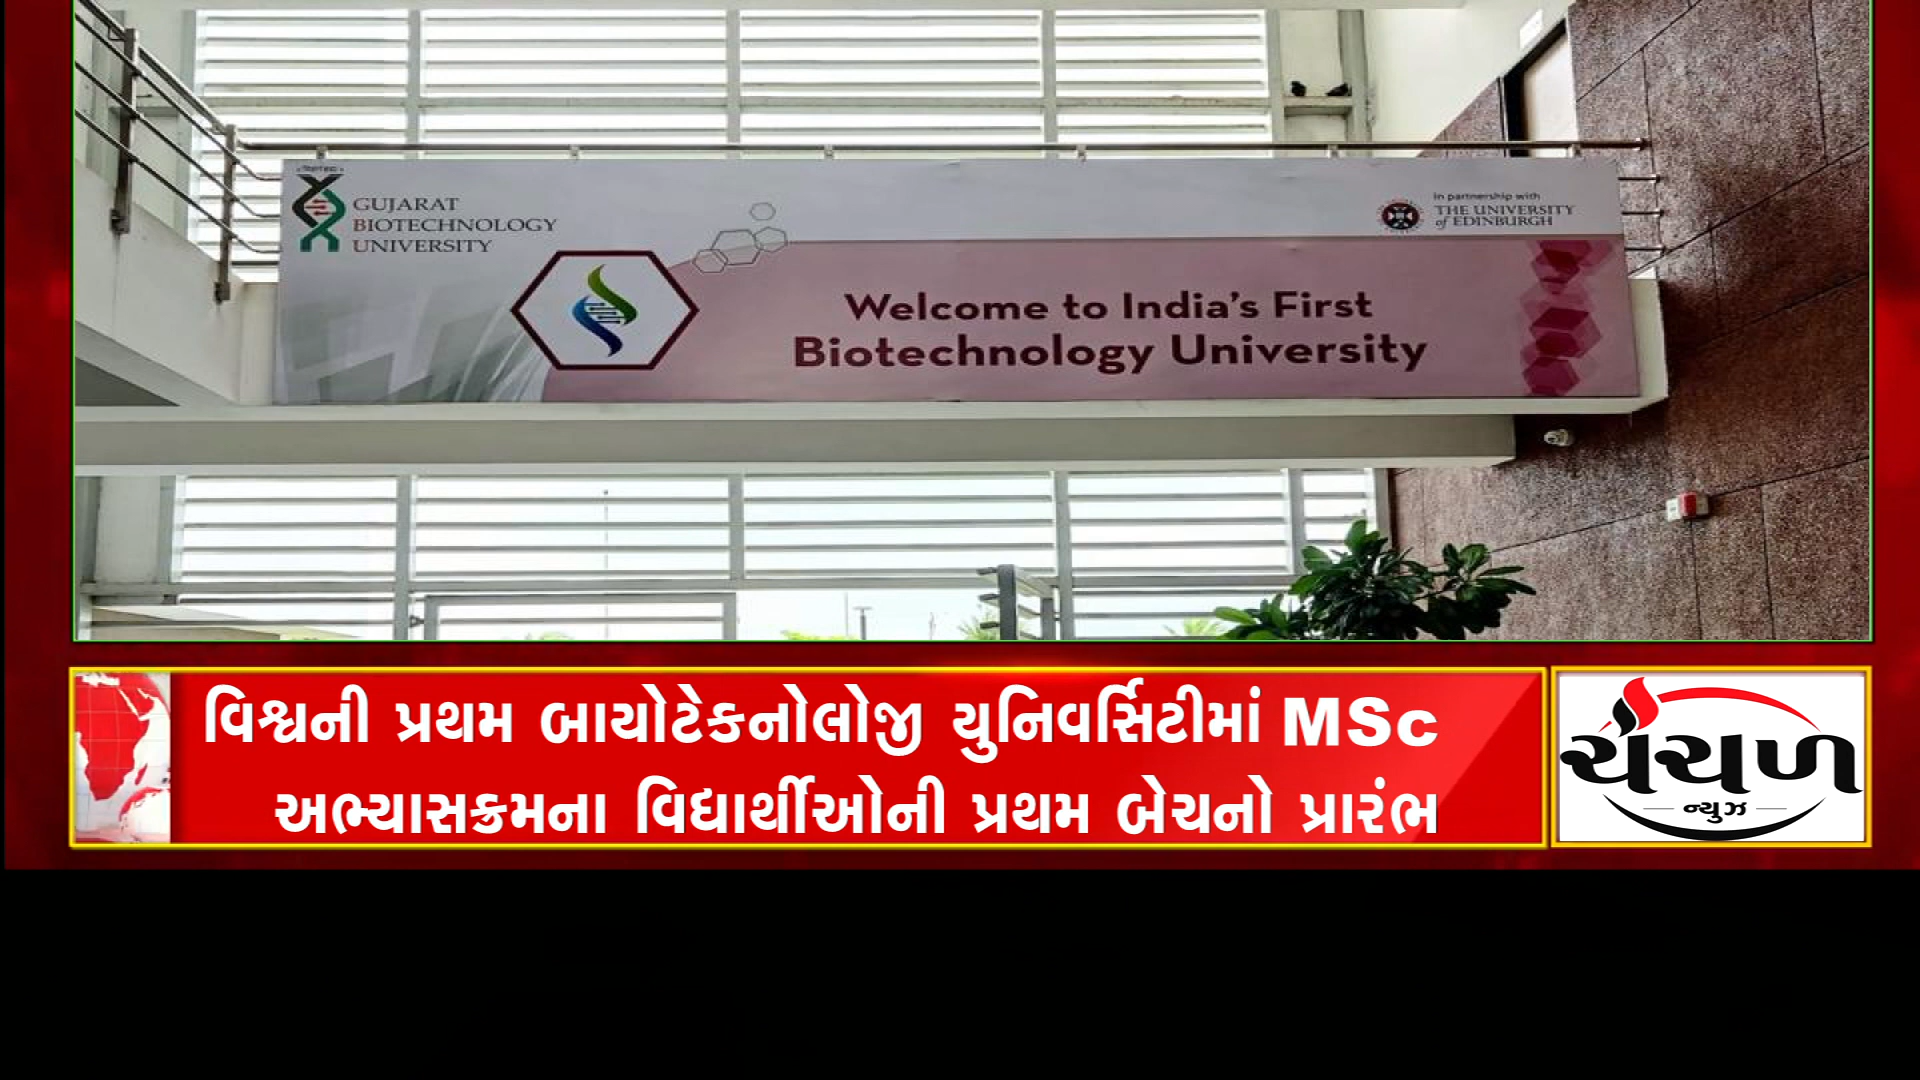 GUJARAT
BIOTECHNOLOGY
UNIVERSITY
In partnership with
THE UNIVERSITY
of EDINBURGH
Welcome to India's First
Biotechnology University
વિશ્વની પ્રથમ બાયોટેકનોલોજી યુનિવર્સિટીમાં MSc
અભ્યાસક્રમના વિદ્યાર્થીઓની પ્રથમ બેચનો પ્રારંભ
ચંચળ
ન્યુઝ